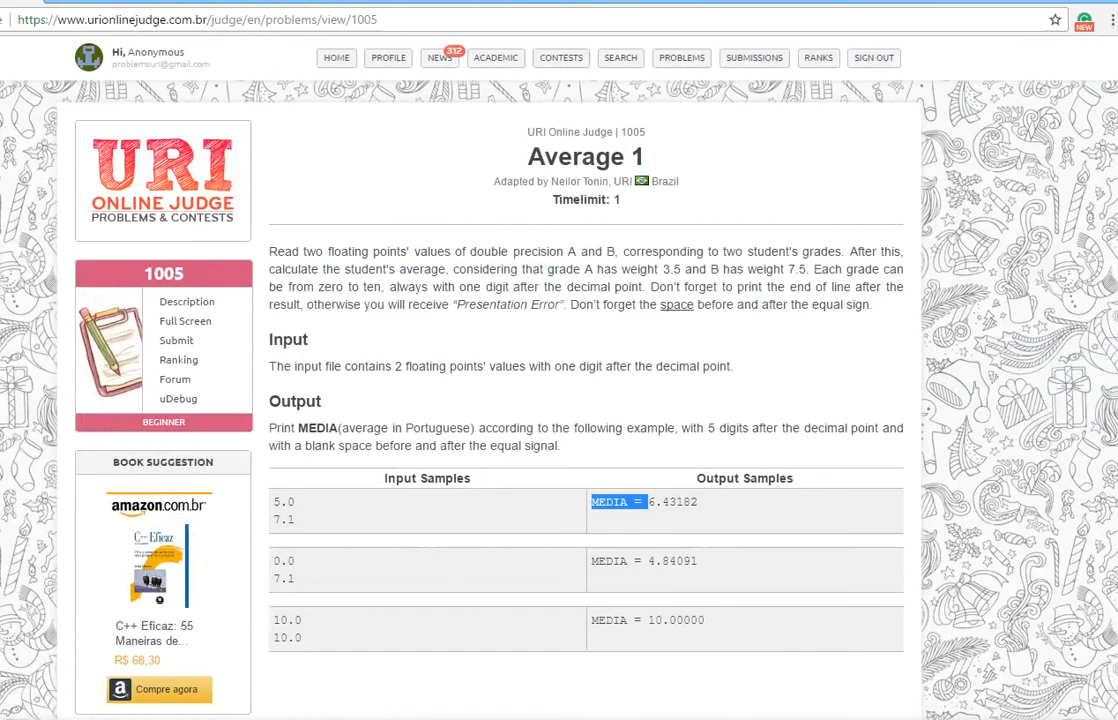 https://www.urionlinejudge.com.br/judge/en/problems/view/1005
NEW
Hi, Anonymous
problemsuri@gmail.com
HOME
PROFILE
NEWS
312
ACADEMIC
CONTESTS
SEARCH
PROBLEMS
SUBMISSIONS
RANKS
SIGN OUT
URI
ONLINE JUDGE
PROBLEMS & CONTESTS
1005
Description
Full Screen
Submit
Ranking
Forum
uDebug
BEGINNER
BOOK SUGGESTION
amazon.com.br
C++ Eficaz
C++ Eficaz: 55
Maneiras de...
R$ 68,30
a Compre agora
URI Online Judge | 1005
Average 1
Adapted by Neilor Tonin, URI Brazil
Timelimit: 1
Read two floating points' values of double precision A and B, corresponding to two student's grades. After this,
calculate the student's average, considering that grade A has weight 3.5 and B has weight 7.5. Each grade can
be from zero to ten, always with one digit after the decimal point. Don't forget to print the end of line after the
result, otherwise you will receive “Presentation Error”. Don't forget the space before and after the equal sign.
Input
The input file contains 2 floating points' values with one digit after the decimal point.
Output
Print MEDIA(average in Portuguese) according to the following example, with 5 digits after the decimal point and
with a blank space before and after the equal signal.
Input Samples
Output Samples
5.0
7.1
MEDIA = 6.43182
0.0
7.1
MEDIA = 4.84091
10.0
10.0
MEDIA = 10.00000